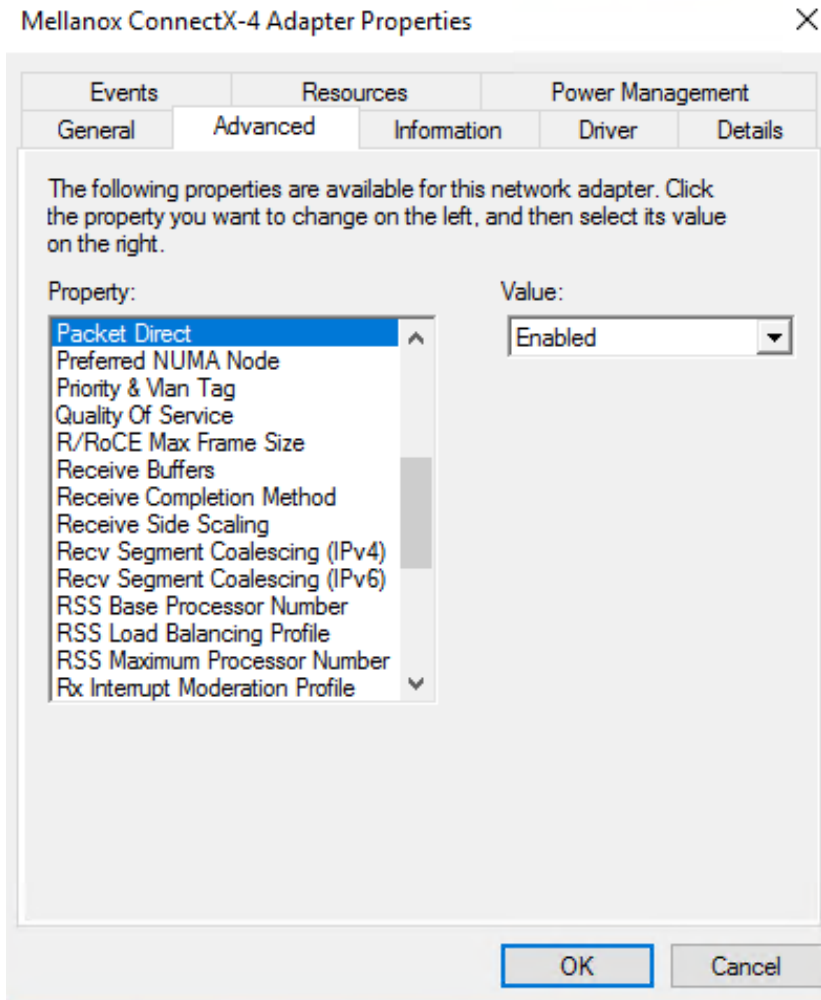 Mellanox ConnectX-4 Adapter Properties
Events Resources Power Management
General Advanced Information Driver Details
The following properties are available for this network adapter. Click
the property you want to change on the left, and then select its value
on the right.
Property: Value:
Packet Direct Enabled
Preferred NUMA Node
Priority & Vlan Tag
Quality Of Service
R/RoCE Max Frame Size
Receive Buffers
Receive Completion Method
Receive Side Scaling
Recv Segment Coalescing (IPv4)
Recv Segment Coalescing (IPv6)
RSS Base Processor Number
RSS Load Balancing Profile
RSS Maximum Processor Number
Rx Interrupt Moderation Profile
OK Cancel